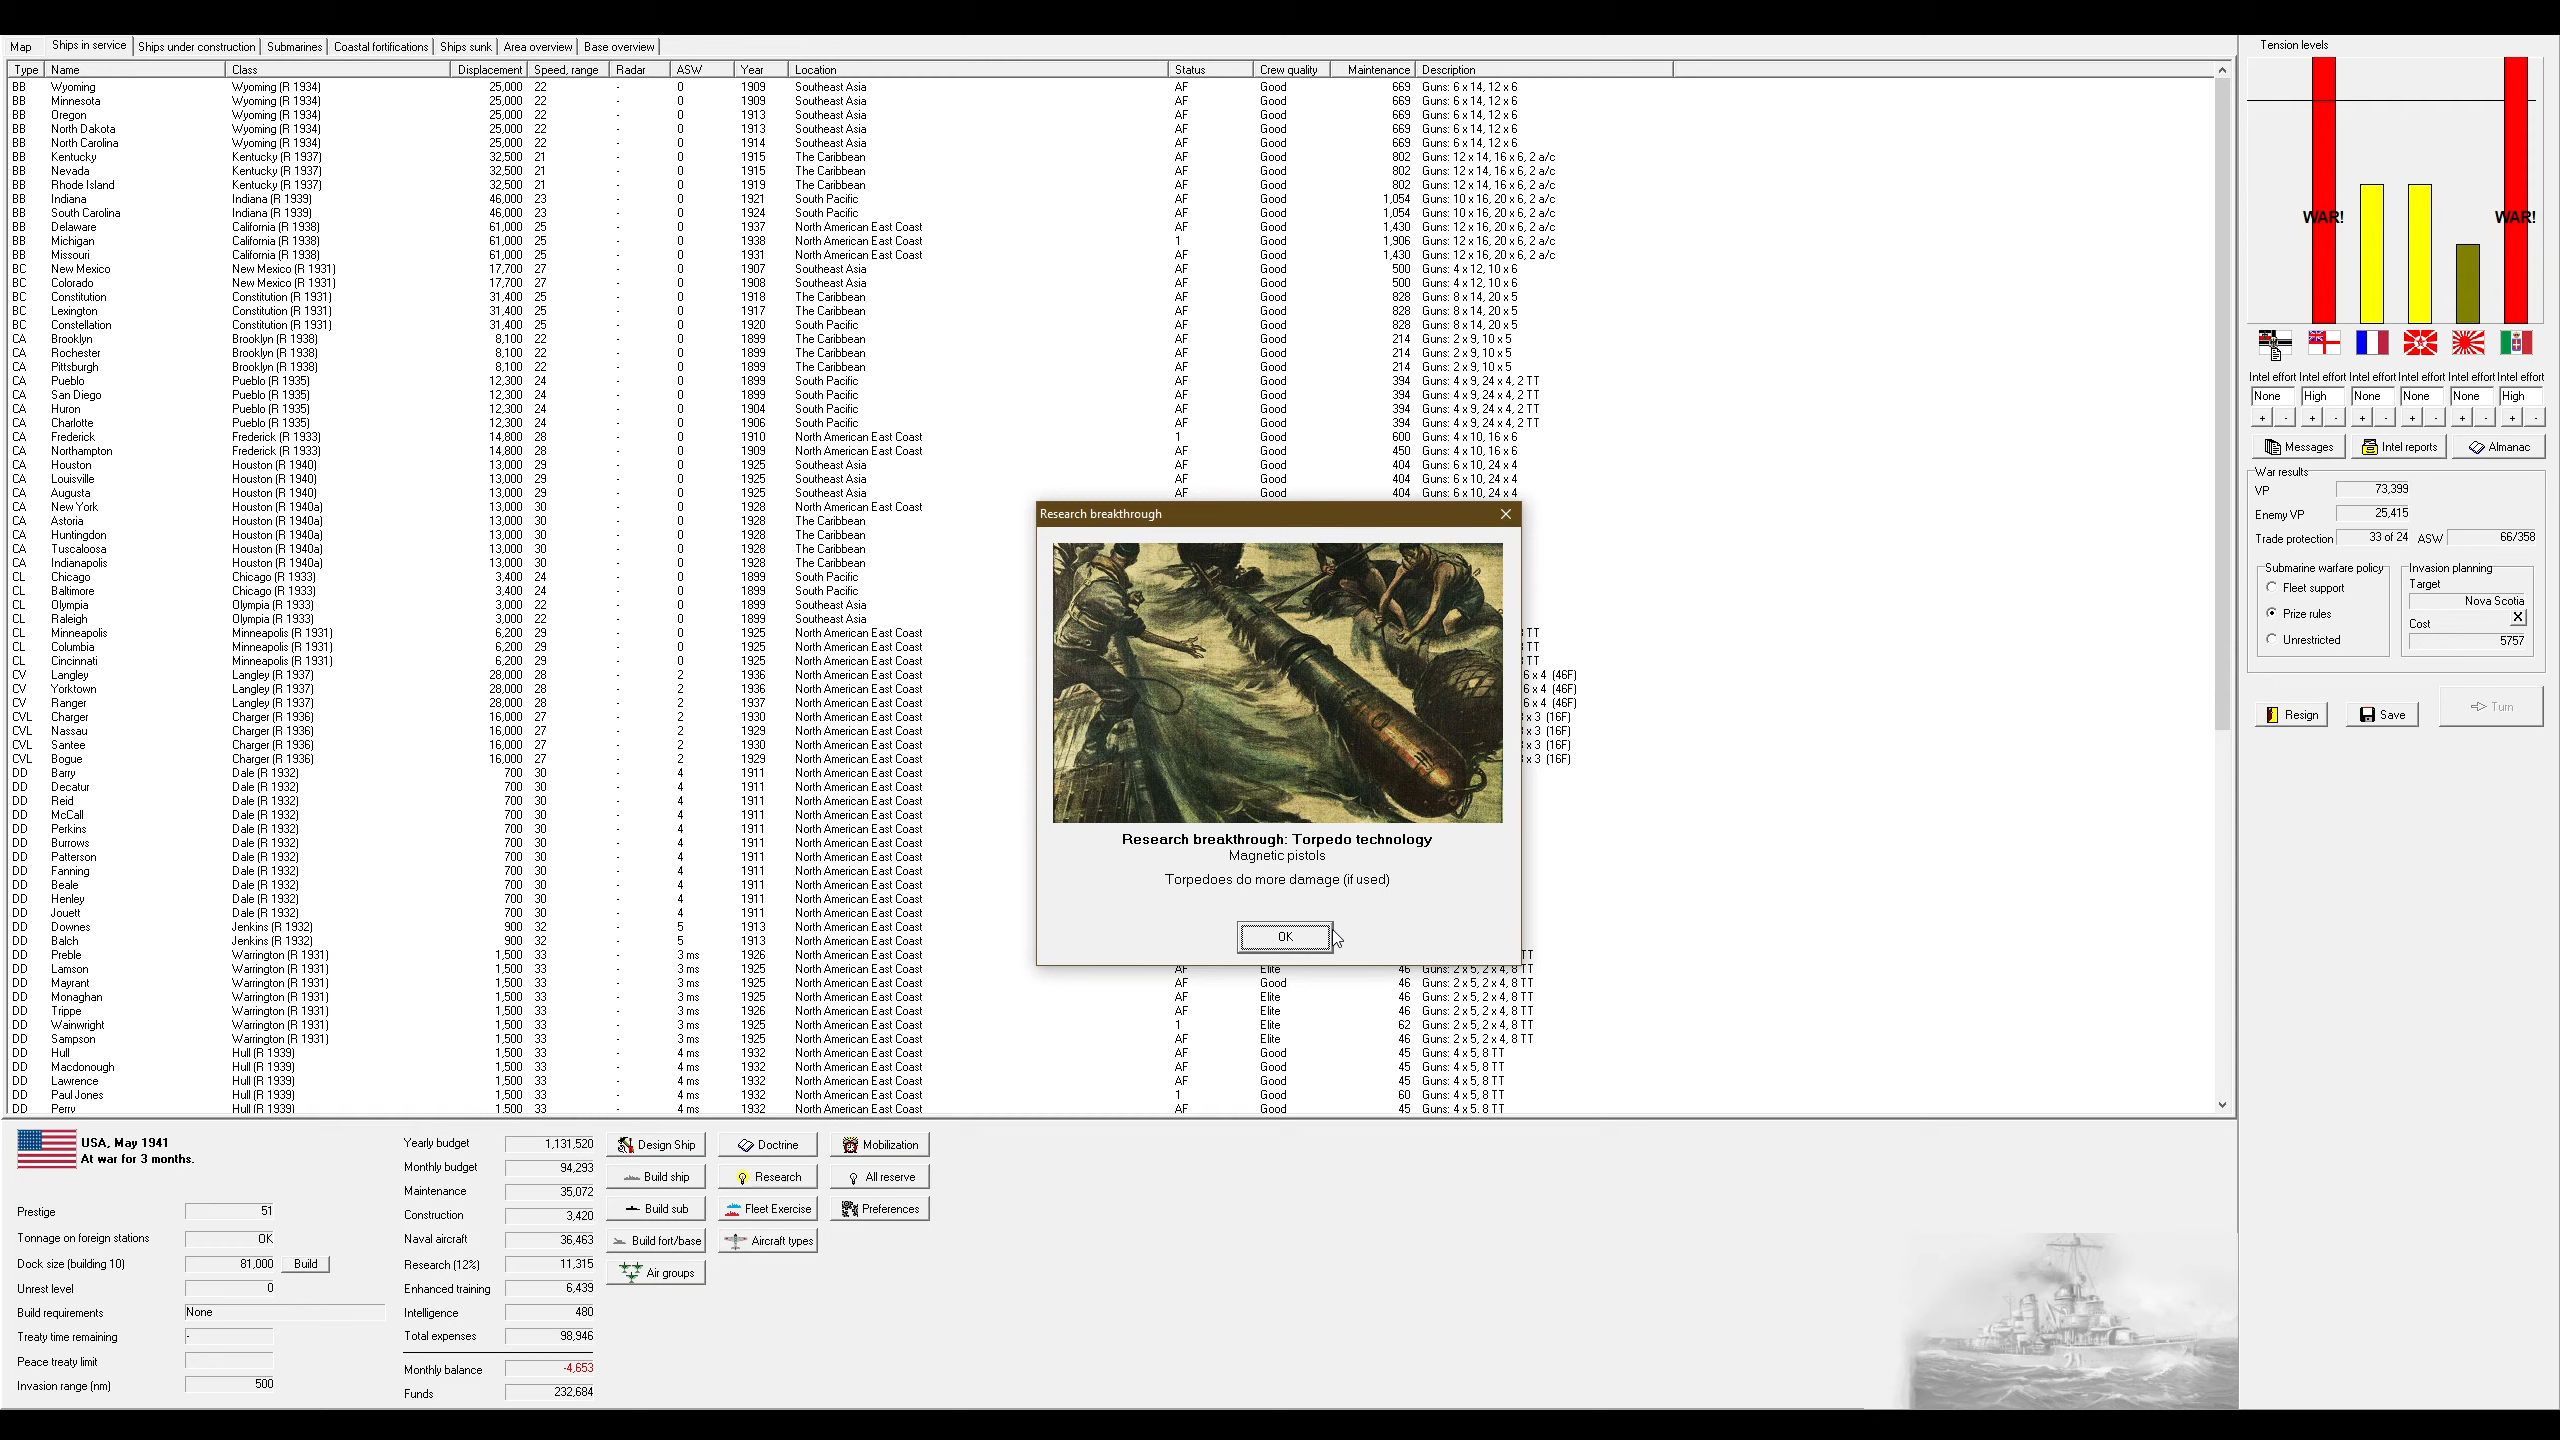 Map Ships in service Ships under construction Submarines Coastal fortifications Ships sunk Area overview Base overview
Type Name Class Displacement Speed, range Radar ASW Year Location Status Crew quality Maintenance Description
BB Wyoming Wyoming (R 1934) 25,000 22 - 0 1909 Southeast Asia AF Good 669 Guns: 6 x 14, 12 x 6
BB Minnesota Wyoming (R 1934) 25,000 22 - 0 1909 Southeast Asia AF Good 669 Guns: 6 x 14, 12 x 6
BB Oregon Wyoming (R 1934) 25,000 22 - 0 1913 Southeast Asia AF Good 669 Guns: 6 x 14, 12 x 6
BB North Dakota Wyoming (R 1934) 25,000 22 - 0 1913 Southeast Asia AF Good 669 Guns: 6 x 14, 12 x 6
BB North Carolina Wyoming (R 1934) 25,000 22 - 0 1914 Southeast Asia AF Good 669 Guns: 6 x 14, 12 x 6
BB Kentucky Kentucky (R 1937) 32,500 21 - 0 1915 The Caribbean AF Good 802 Guns: 12 x 14, 16 x 6, 2 a/c
BB Nevada Kentucky (R 1937) 32,500 21 - 0 1915 The Caribbean AF Good 802 Guns: 12 x 14, 16 x 6, 2 a/c
BB Rhode Island Kentucky (R 1937) 32,500 21 - 0 1919 The Caribbean AF Good 802 Guns: 12 x 14, 16 x 6, 2 a/c
BB Indiana Indiana (R 1939) 46,000 23 - 0 1921 South Pacific AF Good 1,054 Guns: 10 x 16, 20 x 6, 2 a/c
BB South Carolina Indiana (R 1939) 46,000 23 - 0 1924 South Pacific AF Good 1,054 Guns: 10 x 16, 20 x 6, 2 a/c
BB Delaware California (R 1938) 61,000 25 - 0 1937 North American East Coast AF Good 1,430 Guns: 12 x 16, 20 x 6, 2 a/c
BB Michigan California (R 1938) 61,000 25 - 0 1938 North American East Coast 1 Good 1,906 Guns: 12 x 16, 20 x 6, 2 a/c
BB Missouri California (R 1938) 61,000 25 - 0 1931 North American East Coast AF Good 1,430 Guns: 12 x 16, 20 x 6, 2 a/c
BC New Mexico New Mexico (R 1931) 17,700 27 - 0 1907 Southeast Asia AF Good 500 Guns: 4 x 12, 10 x 6
BC Colorado New Mexico (R 1931) 17,700 27 - 0 1908 Southeast Asia AF Good 500 Guns: 4 x 12, 10 x 6
BC Constitution Constitution (R 1931) 31,400 25 - 0 1918 The Caribbean AF Good 828 Guns: 8 x 14, 20 x 5
BC Lexington Constitution (R 1931) 31,400 25 - 0 1917 The Caribbean AF Good 828 Guns: 8 x 14, 20 x 5
BC Constellation Constitution (R 1931) 31,400 25 - 0 1920 South Pacific AF Good 828 Guns: 8 x 14, 20 x 5
CA Brooklyn Brooklyn (R 1938) 8,100 22 - 0 1899 The Caribbean AF Good 214 Guns: 2 x 9, 10 x 5
CA Rochester Brooklyn (R 1938) 8,100 22 - 0 1899 The Caribbean AF Good 214 Guns: 2 x 9, 10 x 5
CA Pittsburgh Brooklyn (R 1938) 8,100 22 - 0 1899 The Caribbean AF Good 214 Guns: 2 x 9, 10 x 5
CA Pueblo Pueblo (R 1935) 12,300 24 - 0 1899 South Pacific AF Good 394 Guns: 4 x 9, 24 x 4, 2 TT
CA San Diego Pueblo (R 1935) 12,300 24 - 0 1899 South Pacific AF Good 394 Guns: 4 x 9, 24 x 4, 2 TT
CA Huron Pueblo (R 1935) 12,300 24 - 0 1904 South Pacific AF Good 394 Guns: 4 x 9, 24 x 4, 2 TT
CA Charlotte Pueblo (R 1935) 12,300 24 - 0 1906 South Pacific AF Good 394 Guns: 4 x 9, 24 x 4, 2 TT
CA Frederick Frederick (R 1933) 14,800 28 - 0 1910 North American East Coast 1 Good 600 Guns: 4 x 10, 16 x 6
CA Northampton Frederick (R 1933) 14,800 28 - 0 1909 North American East Coast AF Good 450 Guns: 4 x 10, 16 x 6
CA Houston Houston (R 1940) 13,000 29 - 0 1925 Southeast Asia AF Good 404 Guns: 6 x 10, 24 x 4
CA Louisville Houston (R 1940) 13,000 29 - 0 1925 Southeast Asia AF Good 404 Guns: 6 x 10, 24 x 4
CA Augusta Houston (R 1940) 13,000 29 - 0 1925 Southeast Asia AF Good 404 Guns: 6 x 10, 24 x 4
CA New York Houston (R 1940a) 13,000 30 - 0 1928 North American East Coast
CA Astoria Houston (R 1940a) 13,000 30 - 0 1928 The Caribbean
CA Huntingdon Houston (R 1940a) 13,000 30 - 0 1928 The Caribbean
CA Tuscaloosa Houston (R 1940a) 13,000 30 - 0 1928 The Caribbean
CA Indianapolis Houston (R 1940a) 13,000 30 - 0 1928 The Caribbean
CL Chicago Chicago (R 1933) 3,400 24 - 0 1899 South Pacific
CL Baltimore Chicago (R 1933) 3,400 24 - 0 1899 South Pacific
CL Olympia Olympia (R 1933) 3,000 22 - 0 1899 Southeast Asia
CL Raleigh Olympia (R 1933) 3,000 22 - 0 1899 Southeast Asia
CL Minneapolis Minneapolis (R 1931) 6,200 29 - 0 1925 North American East Coast TT
CL Columbia Minneapolis (R 1931) 6,200 29 - 0 1925 North American East Coast TT
CL Cincinnati Minneapolis (R 1931) 6,200 29 - 0 1925 North American East Coast TT
CV Langley Langley (R 1937) 28,000 28 - 2 1936 North American East Coast 6 x 4 (46F)
CV Yorktown Langley (R 1937) 28,000 28 - 2 1936 North American East Coast 6 x 4 (46F)
CV Ranger Langley (R 1937) 28,000 28 - 2 1937 North American East Coast 6 x 4 (46F)
CVL Charger Charger (R 1936) 16,000 27 - 2 1930 North American East Coast x 3 (16F)
CVL Nassau Charger (R 1936) 16,000 27 - 2 1929 North American East Coast x 3 (16F)
CVL Santee Charger (R 1936) 16,000 27 - 2 1930 North American East Coast x 3 (16F)
CVL Bogue Charger (R 1936) 16,000 27 - 2 1929 North American East Coast x 3 (16F)
DD Barry Dale (R 1932) 700 30 - 4 1911 North American East Coast
DD Decatur Dale (R 1932) 700 30 - 4 1911 North American East Coast
DD Reid Dale (R 1932) 700 30 - 4 1911 North American East Coast
DD McCall Dale (R 1932) 700 30 - 4 1911 North American East Coast
DD Perkins Dale (R 1932) 700 30 - 4 1911 North American East Coast
DD Burrows Dale (R 1932) 700 30 - 4 1911 North American East Coast
DD Patterson Dale (R 1932) 700 30 - 4 1911 North American East Coast
DD Fanning Dale (R 1932) 700 30 - 4 1911 North American East Coast
DD Beale Dale (R 1932) 700 30 - 4 1911 North American East Coast
DD Henley Dale (R 1932) 700 30 - 4 1911 North American East Coast
DD Jouett Dale (R 1932) 700 30 - 4 1911 North American East Coast
DD Downes Jenkins (R 1932) 900 32 - 5 1913 North American East Coast
DD Balch Jenkins (R 1932) 900 32 - 5 1913 North American East Coast
DD Preble Warrington (R 1931) 1,500 33 - 3 ms 1926 North American East Coast TT
DD Lamson Warrington (R 1931) 1,500 33 - 3 ms 1925 North American East Coast AF Elite 46 Guns: 2 x 5, 2 x 4, 8 TT
DD Mayrant Warrington (R 1931) 1,500 33 - 3 ms 1925 North American East Coast AF Good 46 Guns: 2 x 5, 2 x 4, 8 TT
DD Monaghan Warrington (R 1931) 1,500 33 - 3 ms 1925 North American East Coast AF Elite 46 Guns: 2 x 5, 2 x 4, 8 TT
DD Trippe Warrington (R 1931) 1,500 33 - 3 ms 1926 North American East Coast AF Elite 46 Guns: 2 x 5, 2 x 4, 8 TT
DD Wainwright Warrington (R 1931) 1,500 33 - 3 ms 1925 North American East Coast 1 Elite 62 Guns: 2 x 5, 2 x 4, 8 TT
DD Sampson Warrington (R 1931) 1,500 33 - 3 ms 1925 North American East Coast AF Elite 46 Guns: 2 x 5, 2 x 4, 8 TT
DD Hull Hull (R 1939) 1,500 33 - 4 ms 1932 North American East Coast AF Good 45 Guns: 4 x 5, 8 TT
DD Macdonough Hull (R 1939) 1,500 33 - 4 ms 1932 North American East Coast AF Good 45 Guns: 4 x 5, 8 TT
DD Lawrence Hull (R 1939) 1,500 33 - 4 ms 1932 North American East Coast AF Good 45 Guns: 4 x 5, 8 TT
DD Paul Jones Hull (R 1939) 1,500 33 - 4 ms 1932 North American East Coast 1 Good 60 Guns: 4 x 5, 8 TT
DD Perry Hull (R 1939) 1,500 33 - 4 ms 1932 North American East Coast AF Good 45 Guns: 4 x 5, 8 TT
Research breakthrough
Research breakthrough: Torpedo technology
Magnetic pistols
Torpedoes do more damage (if used)
OK
Tension levels
WAR! WAR!
Intel effort Intel effort Intel effort Intel effort Intel effort Intel effort
None High None None None High
+ - + - + - + - + - + -
Messages Intel reports Almanac
War results
VP 73,399
Enemy VP 25,415
Trade protection 33 of 24 ASW 66/358
Submarine warfare policy
Fleet support
Prize rules
Unrestricted
Invasion planning
Target
Nova Scotia
Cost X
5757
Resign Save Turn
USA, May 1941
At war for 3 months.
Prestige 51
Tonnage on foreign stations OK
Dock size (building 10) 81,000 Build
Unrest level 0
Build requirements None
Treaty time remaining -
Peace treaty limit
Invasion range (nm) 500
Yearly budget 1,131,520
Monthly budget 94,293
Maintenance 35,072
Construction 3,420
Naval aircraft 36,463
Research (12%) 11,315
Enhanced training 6,439
Intelligence 480
Total expenses 98,946
Monthly balance -4,653
Funds 232,684
Design Ship Doctrine Mobilization
Build ship Research All reserve
Build sub Fleet Exercise Preferences
Build fort/base Aircraft types
Air groups